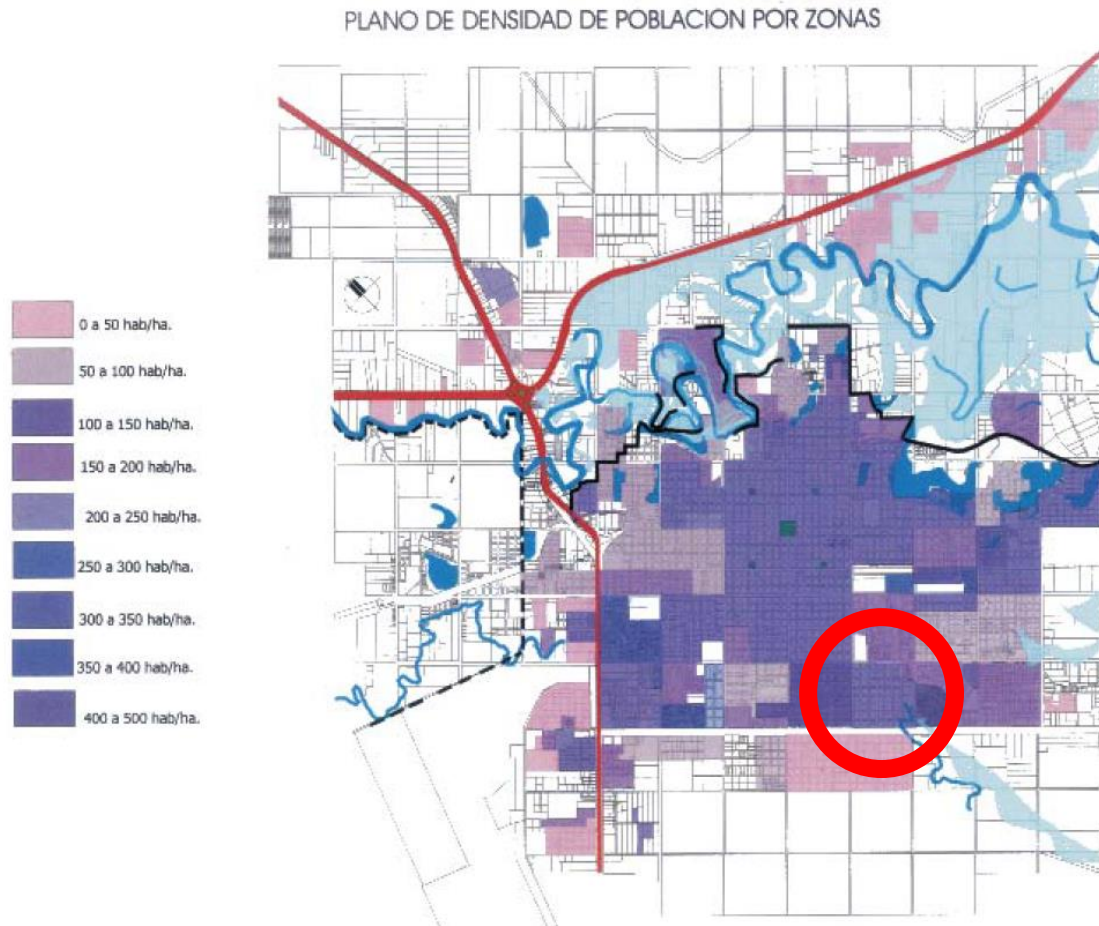 PLANO DE DENSIDAD DE POBLACION POR ZONAS
0 a 50 hab/ha.
50 a 100 hab/ha.
100 a 150 hab/ha.
150 a 200 hab/ha.
200 a 250 hab/ha.
250 a 300 hab/ha.
300 a 350 hab/ha.
350 a 400 hab/ha.
400 a 500 hab/ha.